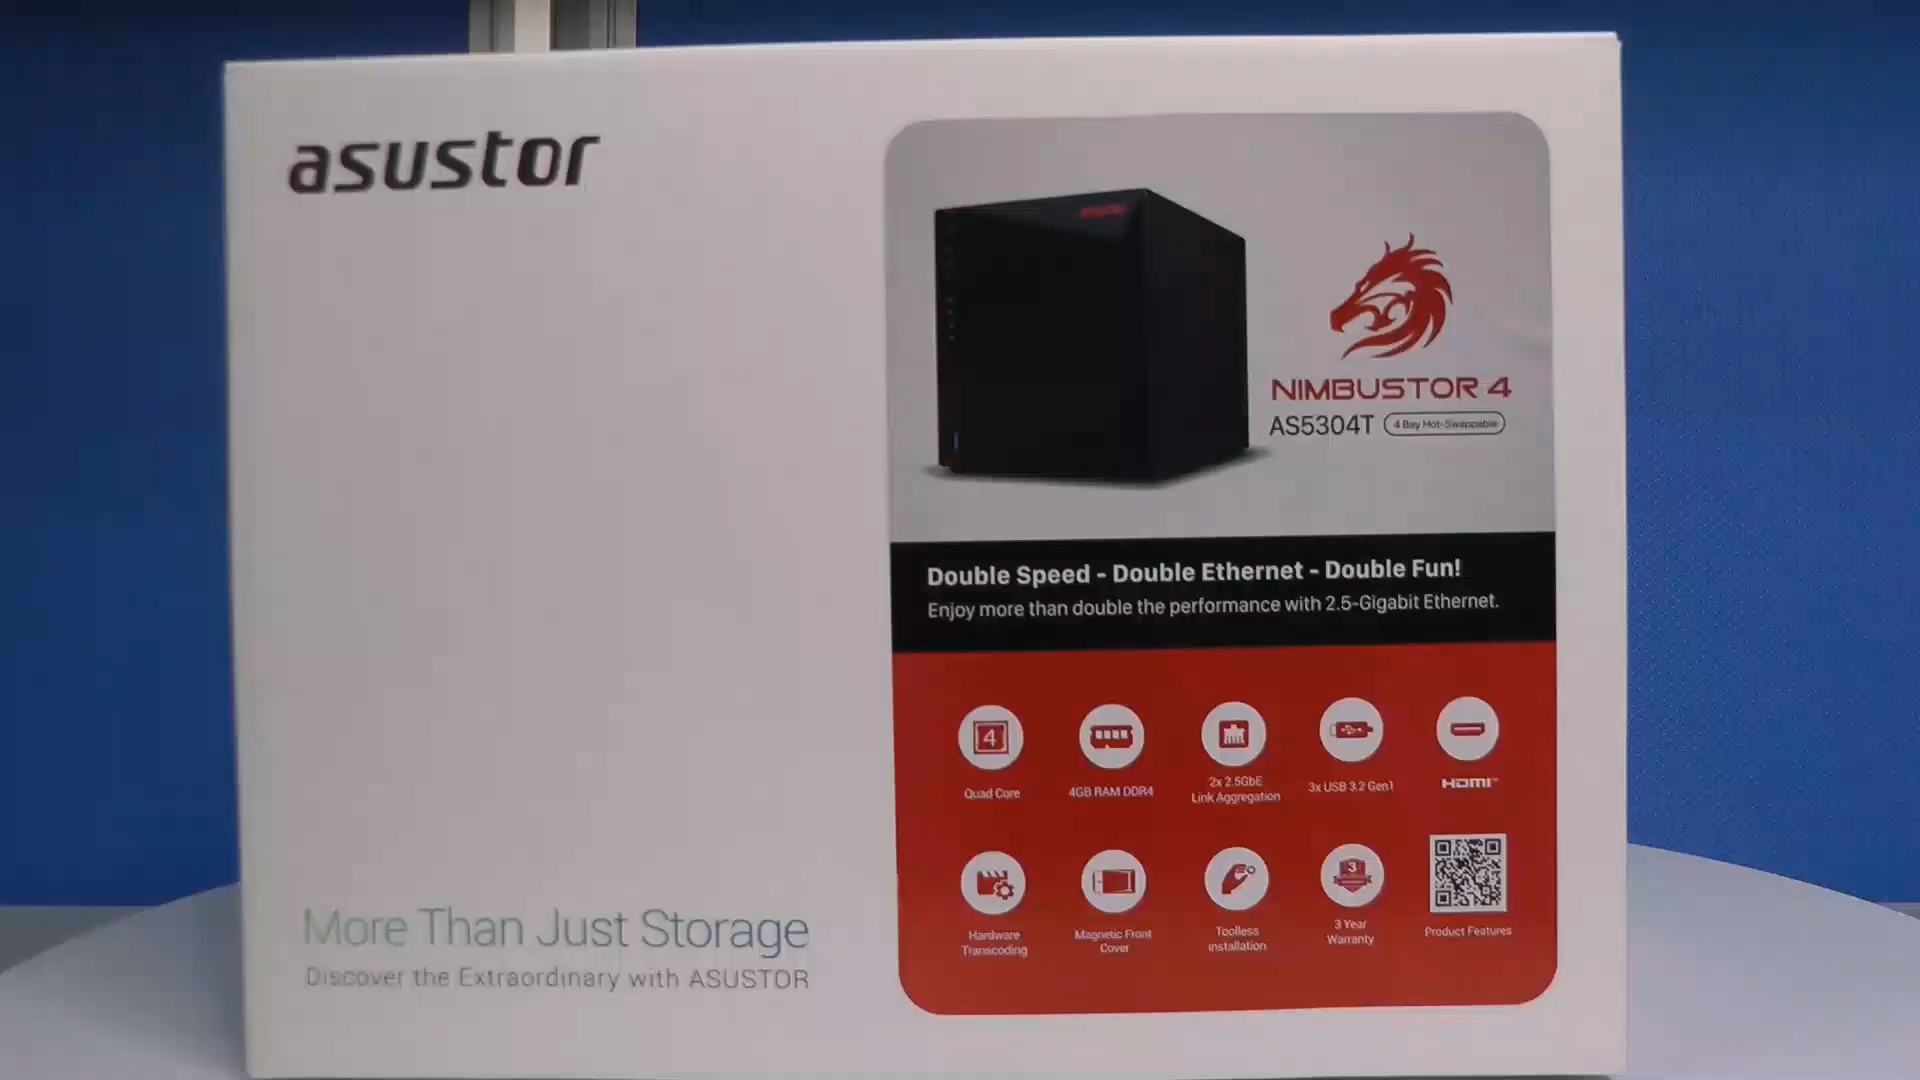 asustor
NIMBUSTOR 4
AS5304T 4 Bay Hot-Swappable
Double Speed - Double Ethernet - Double Fun!
Enjoy more than double the performance with 2.5-Gigabit Ethernet.
4
Quad Core
4GB RAM DDR4
2x 2.5GbE
Link Aggregation
3x USB 3.2 Gen1
HDMI™
Hardware
Transcoding
Magnetic Front
Cover
Toolless
installation
3
3 Year
Warranty
Product Features
More Than Just Storage
Discover the Extraordinary with ASUSTOR